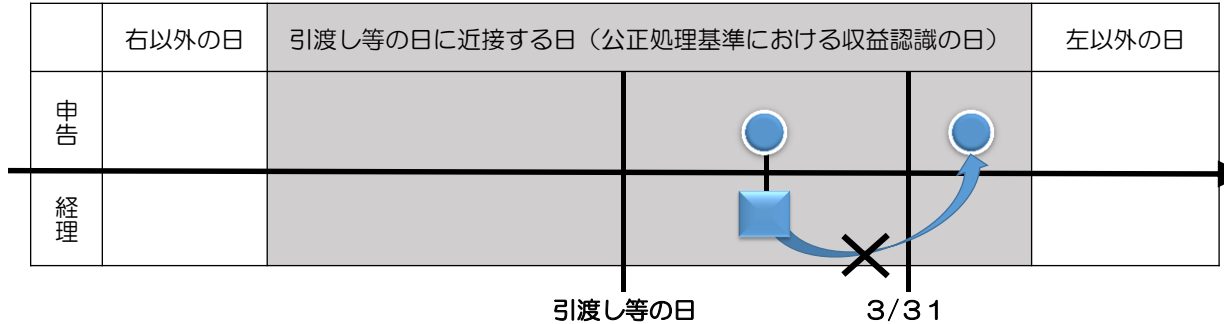 右以外の日
引渡し等の日に近接する日（公正処理基準における収益認識の日）
左以外の日
申告
経理
引渡し等の日
３/３１